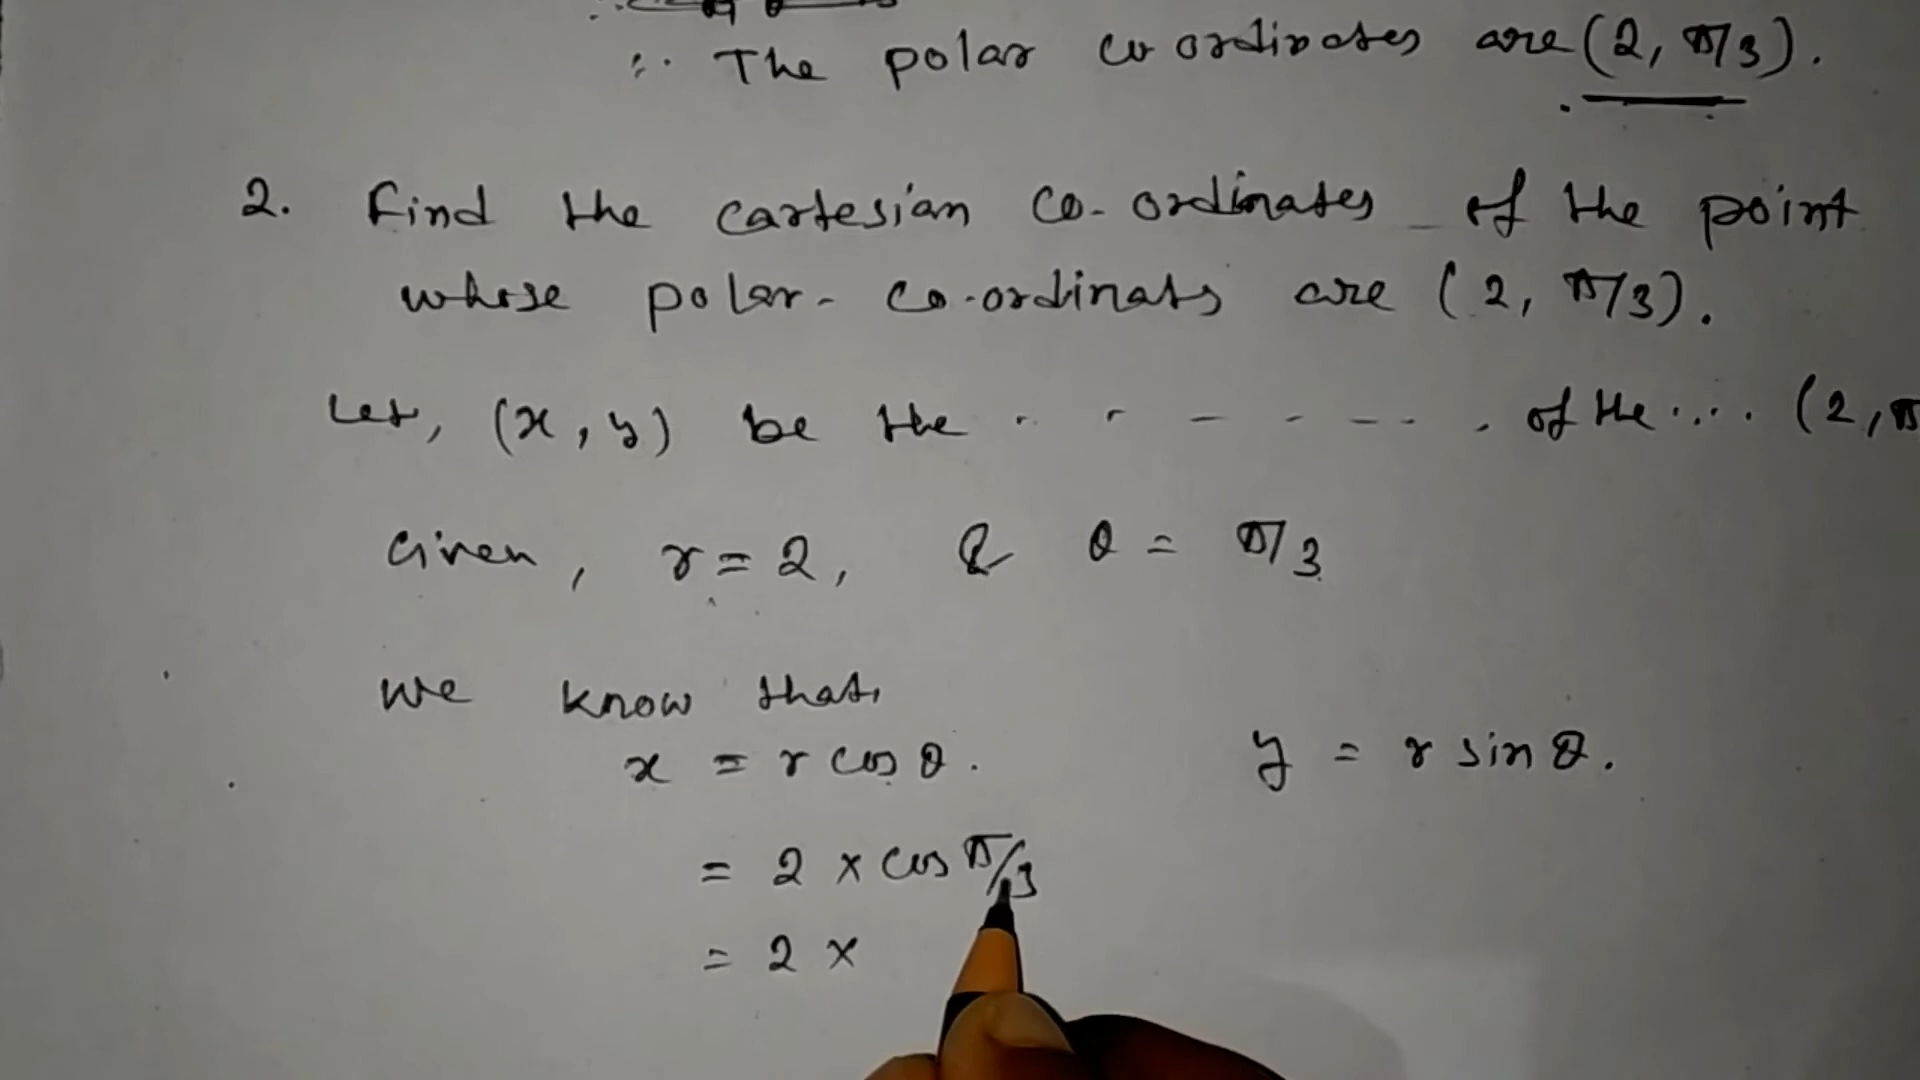 ∴ The polar co ordinates are (2, π/3).
2. Find the cartesian co-ordinates of the point
whose polar- co-ordinats are (2, π/3).
Let, (x, y) be the . . - - - - - . of the . . . . (2, π
Given, r = 2, & θ = π/3
we know that,
x = r cos θ. y = r sin θ.
= 2 × cos π/3
= 2 ×